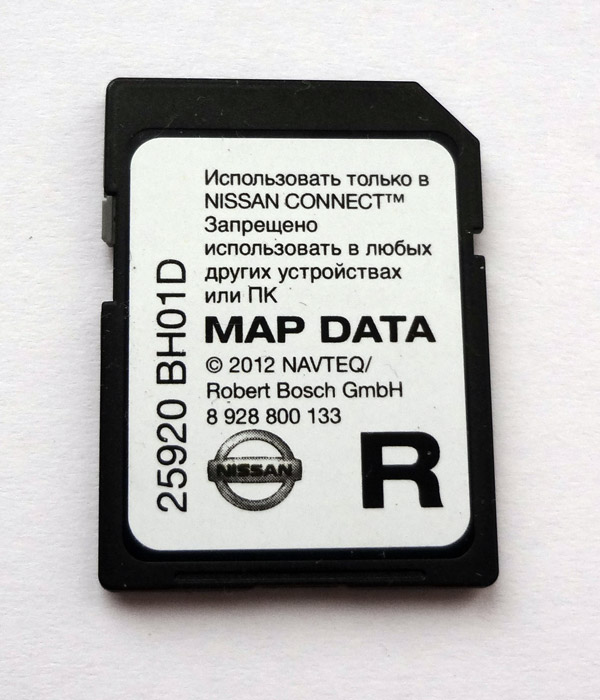 Использовать только в
NISSAN CONNECT™
Запрещено
использовать в любых
других устройствах
или ПК
MAP DATA
© 2012 NAVTEQ/
Robert Bosch GmbH
8 928 800 133
NISSAN
R
25920 BH01D